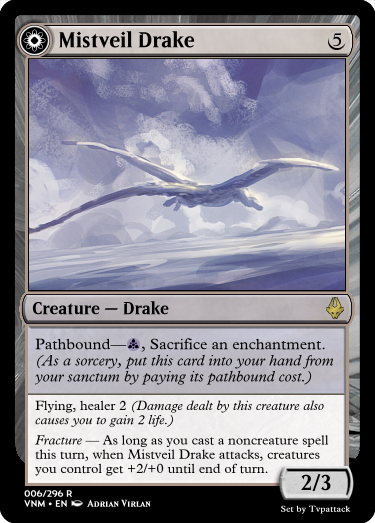 Mistveil Drake
5
Creature — Drake
Pathbound—, Sacrifice an enchantment.
(As a sorcery, put this card into your hand from
your sanctum by paying its pathbound cost.)
Flying, healer 2 (Damage dealt by this creature also
causes you to gain 2 life.)
Fracture — As long as you cast a noncreature spell
this turn, when Mistveil Drake attacks, creatures
you control get +2/+0 until end of turn.
2/3
006/296 R
VNM • EN Adrian Virlan
Set by Tvpattack